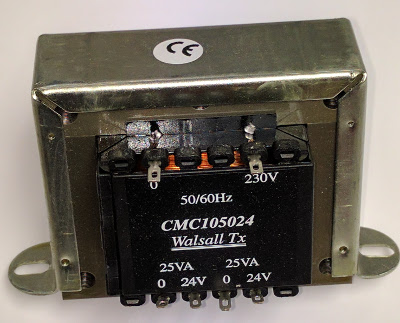 CE
0 230V
50/60Hz
CMC105024
Walsall Tx
25VA 25VA
0 24V 0 24V